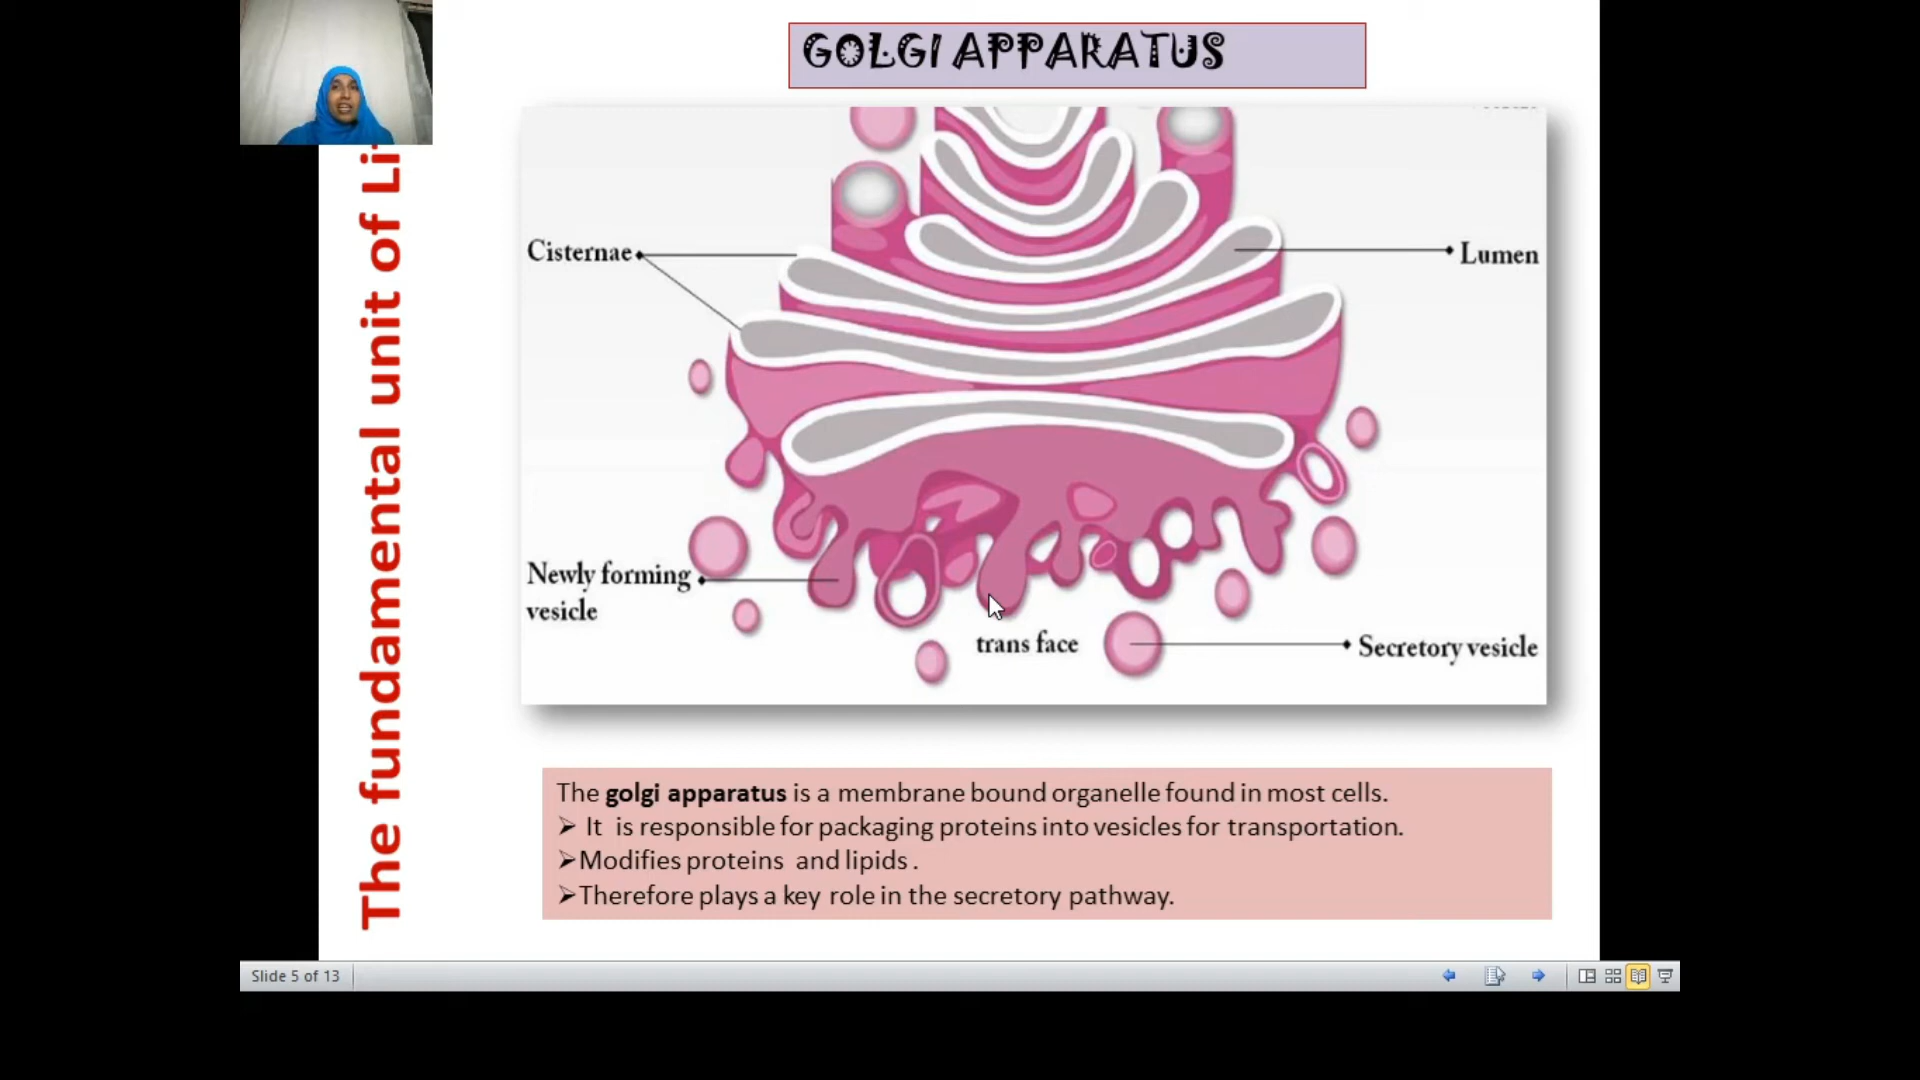 GOLGI APPARATUS
The fundamental unit of Li
Cisternae
Lumen
Newly forming
vesicle
trans face
Secretory vesicle
The golgi apparatus is a membrane bound organelle found in most cells.
➢ It is responsible for packaging proteins into vesicles for transportation.
➢Modifies proteins and lipids .
➢Therefore plays a key role in the secretory pathway.
Slide 5 of 13